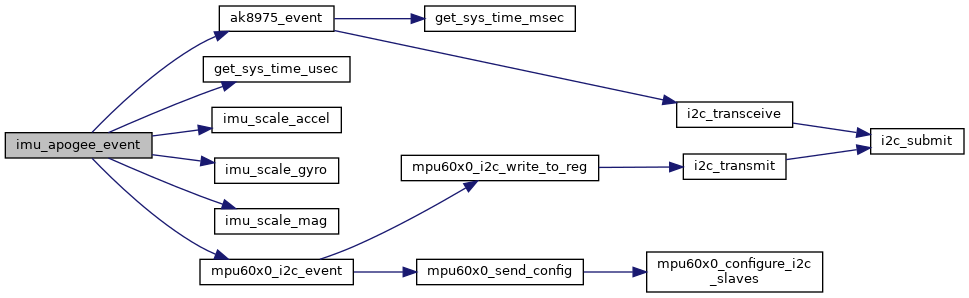 ak8975_event
get_sys_time_msec
get_sys_time_usec
i2c_transceive
imu_scale_accel
i2c_submit
imu_apogee_event
mpu60x0_i2c_write_to_reg
i2c_transmit
imu_scale_gyro
imu_scale_mag
mpu60x0_i2c_event
mpu60x0_send_config
mpu60x0_configure_i2c
_slaves